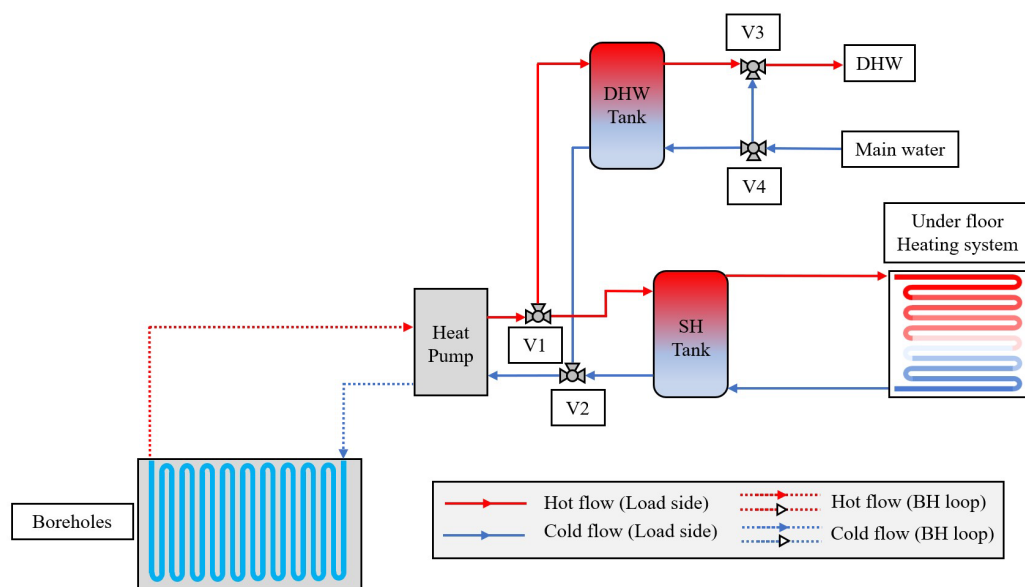 V3
DHW
DHW
Tank
Main water
V4
Under floor
Heating system
Heat
Pump
V1
SH
Tank
V2
Boreholes
Hot flow (Load side)
Hot flow (BH loop)
Cold flow (Load side)
Cold flow (BH loop)